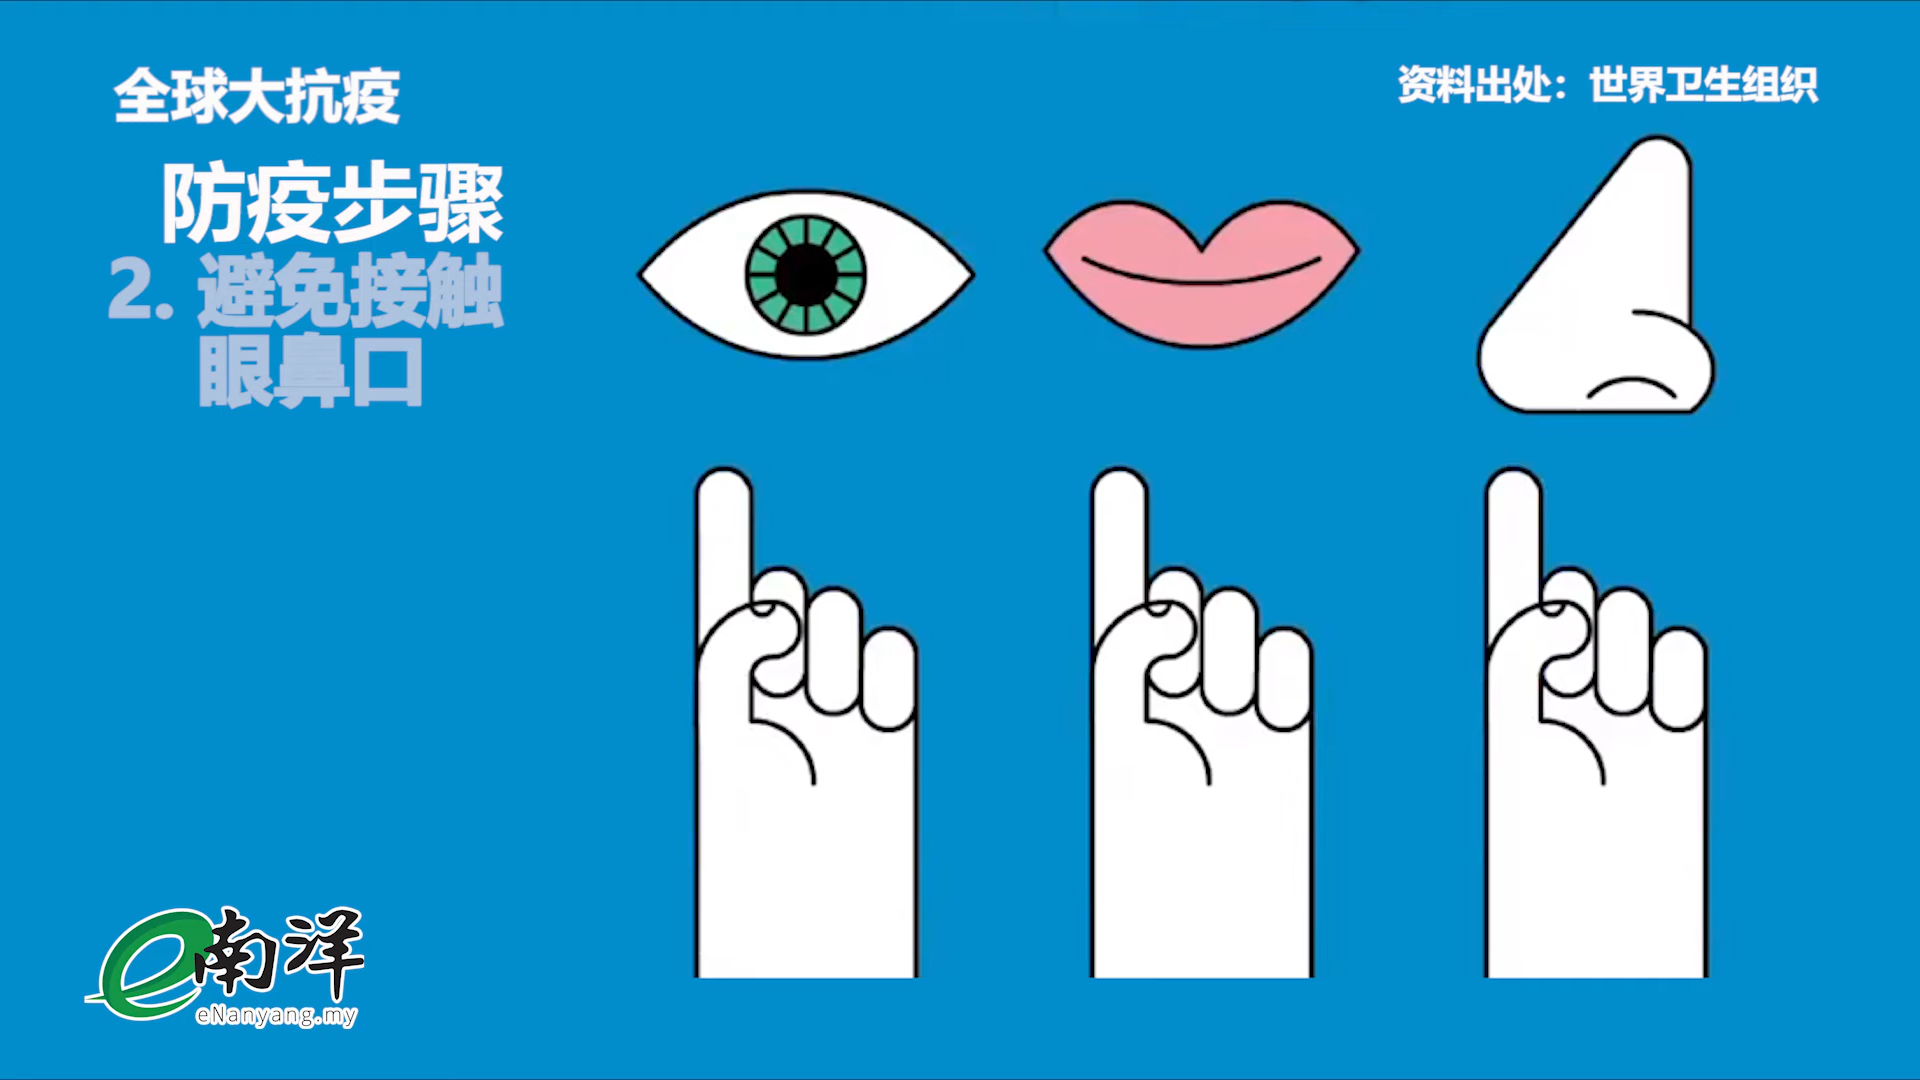 全球大抗疫
资料出处：世界卫生组织
防疫步骤
2. 避免接触
眼鼻口
e南洋
eNanyang.my